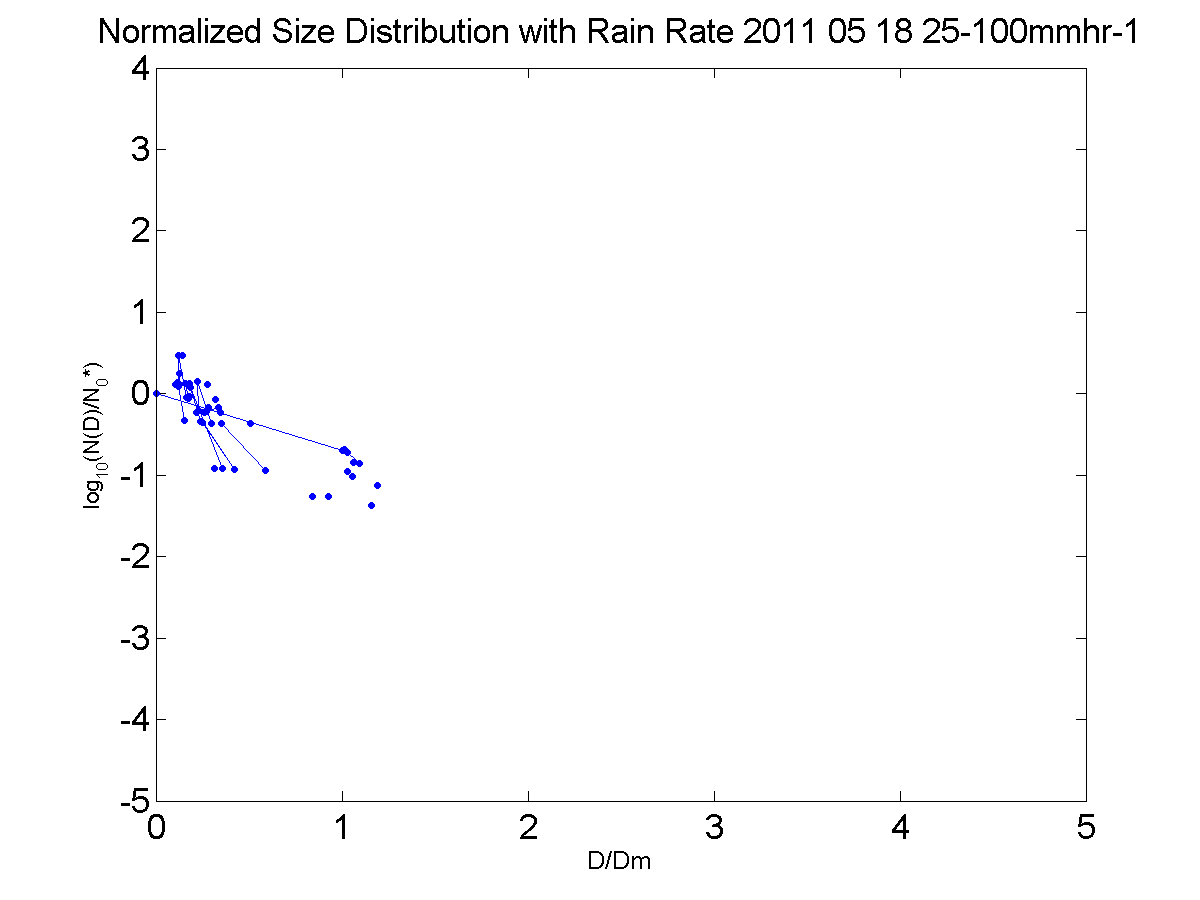 Normalized Size Distribution with Rain Rate 2011 05 18 25-100mmhr-1
4
3
2
1
0
-1
-2
-3
-4
-5
log10(N(D)/N0*)
0 1 2 3 4 5
D/Dm